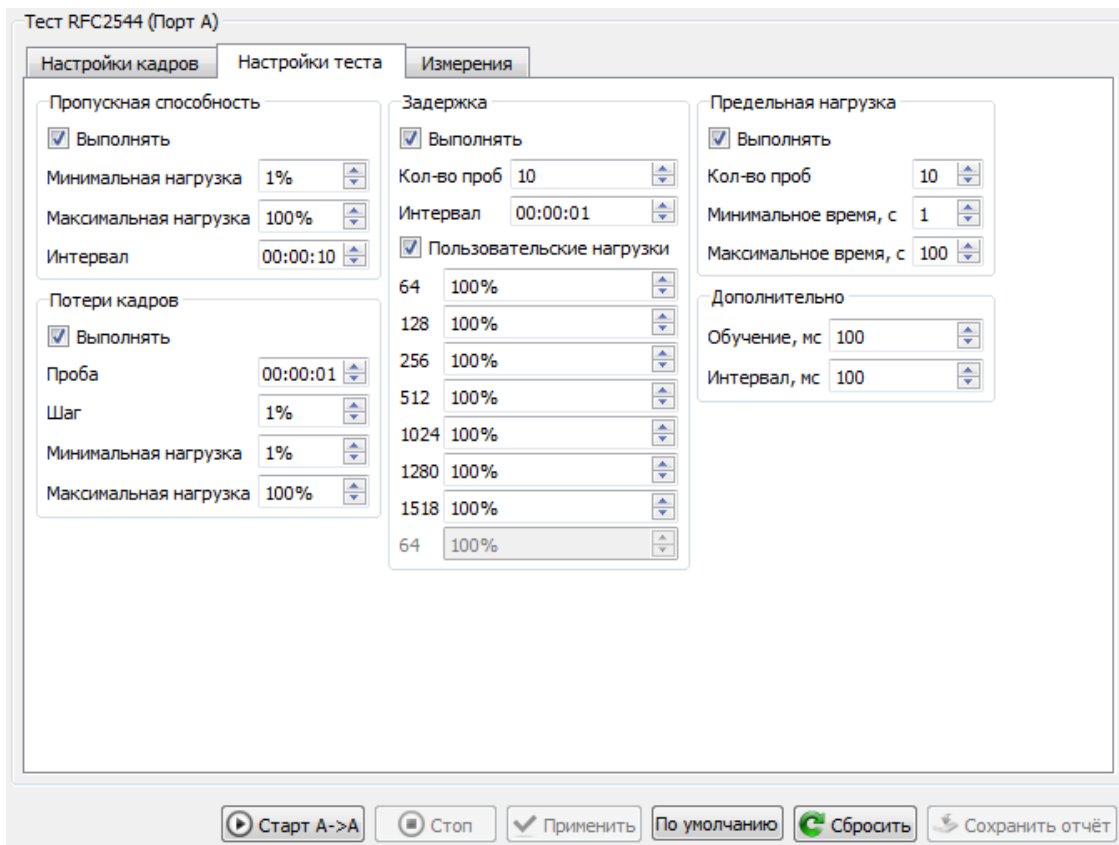 Тест RFC2544 (Порт А)
Настройки кадров Настройки теста Измерения
Пропускная способность
Выполнять
Минимальная нагрузка 1%
Максимальная нагрузка 100%
Интервал 00:00:10
Потери кадров
Выполнять
Проба 00:00:01
Шаг 1%
Минимальная нагрузка 1%
Максимальная нагрузка 100%
Задержка
Выполнять
Кол-во проб 10
Интервал 00:00:01
Пользовательские нагрузки
64 100%
128 100%
256 100%
512 100%
1024 100%
1280 100%
1518 100%
64 100%
Предельная нагрузка
Выполнять
Кол-во проб 10
Минимальное время, с 1
Максимальное время, с 100
Дополнительно
Обучение, мс 100
Интервал, мс 100
Старт A->A Стоп Применить По умолчанию Сбросить Сохранить отчёт